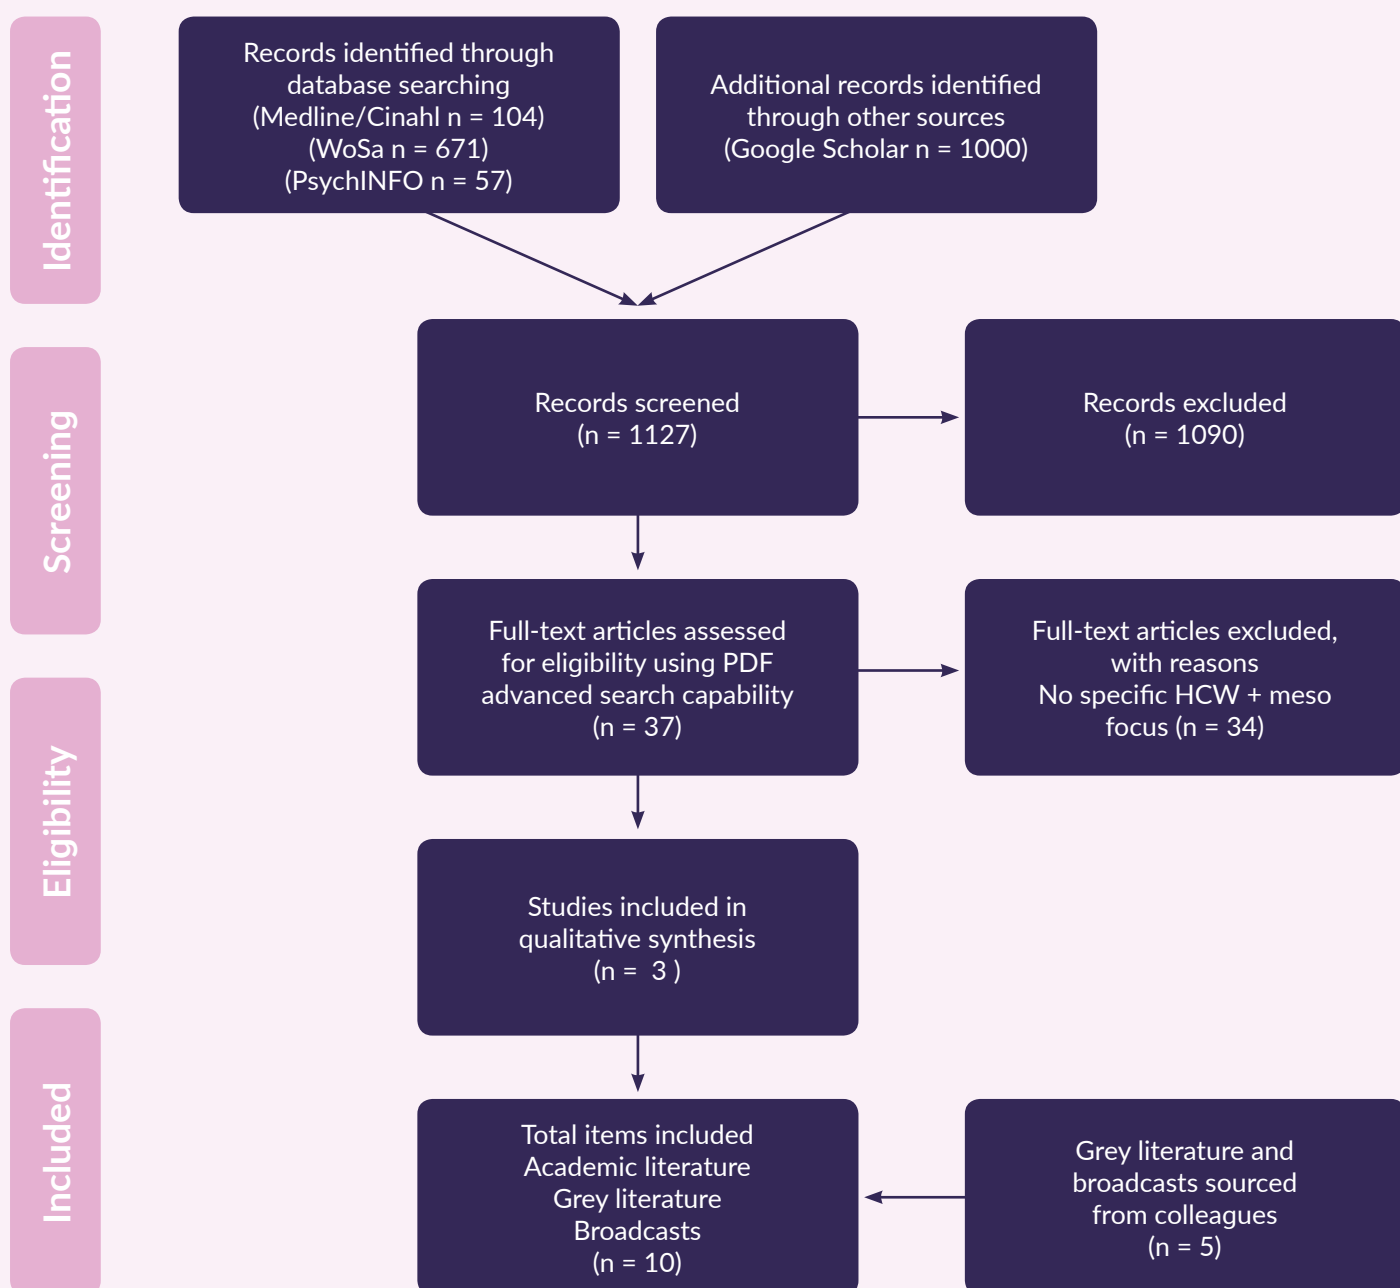 Identification
Records identified through
database searching
(Medline/Cinahl n = 104)
(WoSa n = 671)
(PsychINFO n = 57)
Additional records identified
through other sources
(Google Scholar n = 1000)
Screening
Records screened
(n = 1127)
Records excluded
(n = 1090)
Eligibility
Full-text articles assessed
for eligibility using PDF
advanced search capability
(n = 37)
Full-text articles excluded,
with reasons
No specific HCW + meso
focus (n = 34)
Studies included in
qualitative synthesis
(n =  3 )
Included
Total items included
Academic literature
Grey literature
Broadcasts
(n = 10)
Grey literature and
broadcasts sourced
from colleagues
(n = 5)